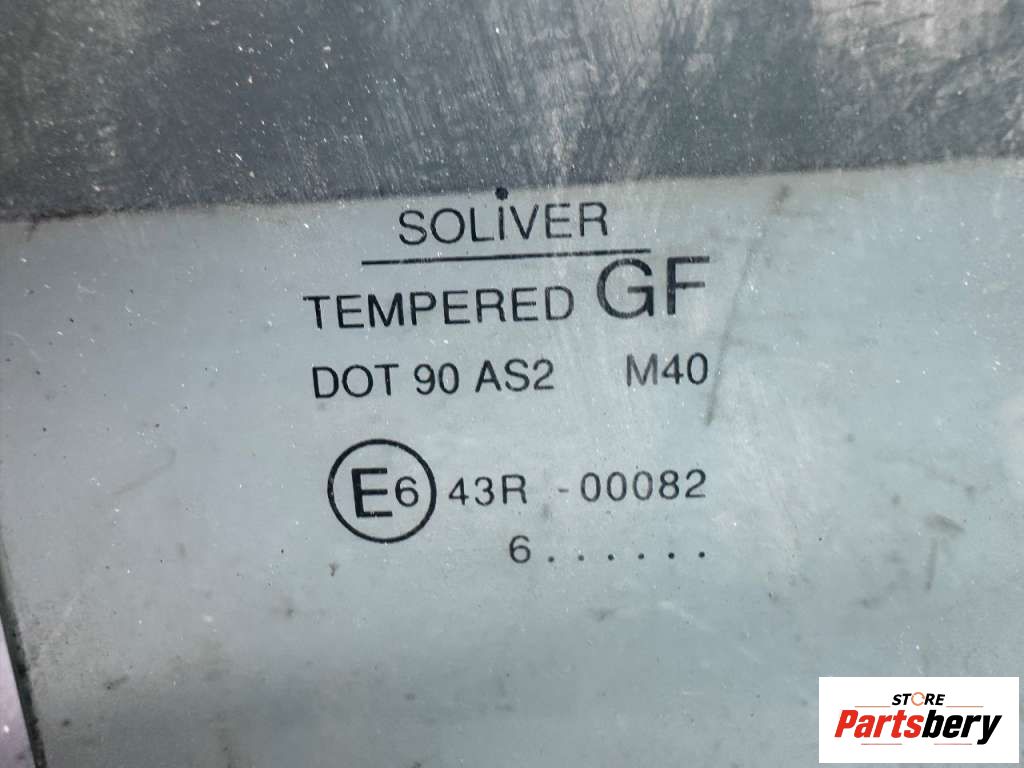 SOLiVER
TEMPERED GF
DOT 90 AS2 M40
E6 43R -00082
6......
STORE
Partsbery